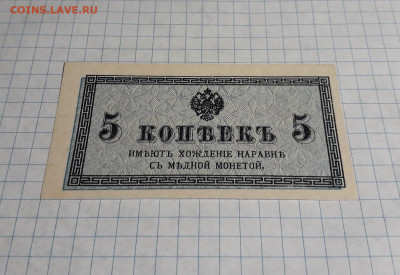 COINS.LAVE.RU
5 КОПѢЕКЪ 5
ИМѢЮТЪ ХОЖДЕНІЕ НАРАВНѢ
СЪ МѢДНОЙ МОНЕТОЙ.